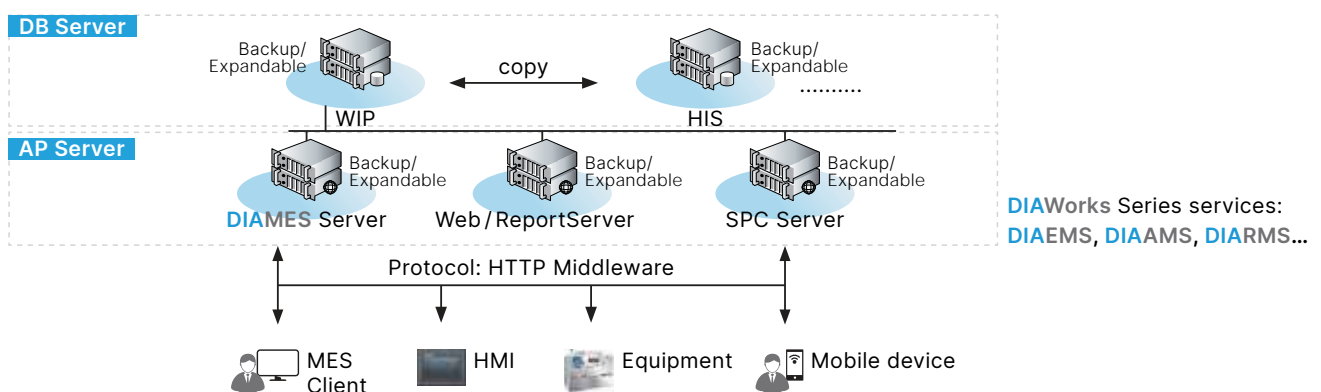 DB Server
Backup/
Expandable
copy
Backup/
Expandable
..........
WIP
HIS
AP Server
Backup/
Expandable
Backup/
Expandable
Backup/
Expandable
DIAMES Server
Web/ReportServer
SPC Server
DIAWorks Series services:
DIAEMS, DIAAMS, DIARMS...
Protocol: HTTP Middleware
MES
Client
HMI
Equipment
Mobile device